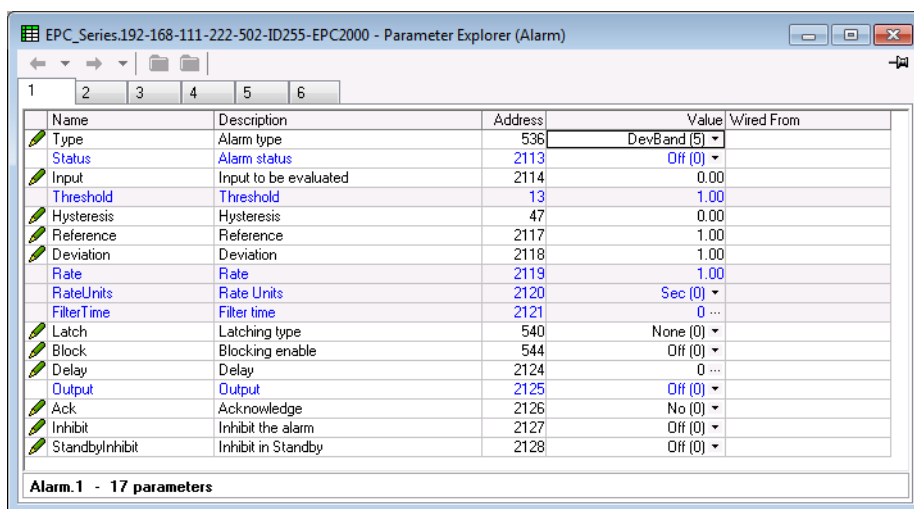 EPC_Series.192-168-111-222-502-ID255-EPC2000 - Parameter Explorer (Alarm)
1 2 3 4 5 6
Name Description Address Value Wired From
Type Alarm type 536 DevBand (5)
Status Alarm status 2113 Off (0)
Input Input to be evaluated 2114 0.00
Threshold Threshold 13 1.00
Hysteresis Hysteresis 47 0.00
Reference Reference 2117 1.00
Deviation Deviation 2118 1.00
Rate Rate 2119 1.00
RateUnits Rate Units 2120 Sec (0)
FilterTime Filter time 2121 0 ...
Latch Latching type 540 None (0)
Block Blocking enable 544 Off (0)
Delay Delay 2124 0 ...
Output Output 2125 Off (0)
Ack Acknowledge 2126 No (0)
Inhibit Inhibit the alarm 2127 Off (0)
StandbyInhibit Inhibit in Standby 2128 Off (0)
Alarm.1 - 17 parameters